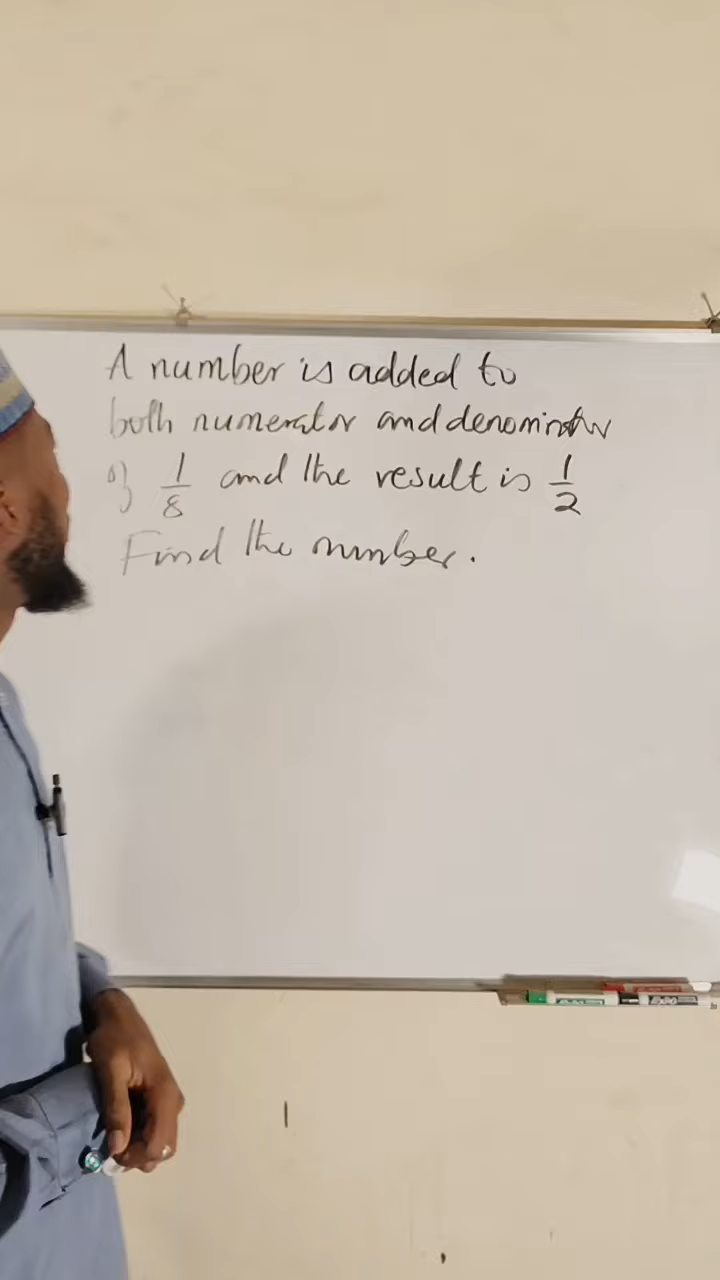 A number is added to
both numerator and denominator
of 1/8 and the result is 1/2
Find the number.